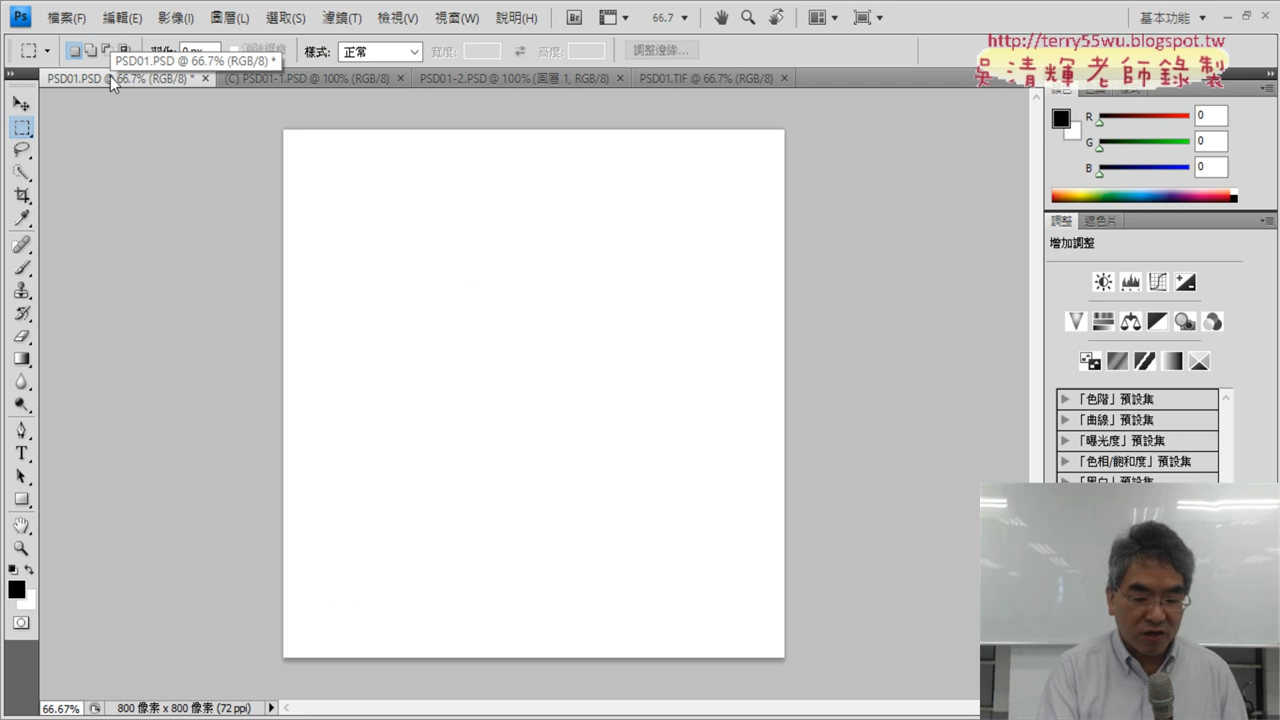 Ps 檔案(F) 編輯(E) 影像(I) 圖層(L) 選取(S) 濾鏡(T) 檢視(V) 視窗(W) 說明(H) Br 66.7 基本功能
樣式: 正常 寬度: 高度: 調整邊緣...
http://terry55wu.blogspot.tw
吳清輝老師錄製
PSD01.PSD @ 66.7% (RGB/8) *
PSD01.PSD @ 66.7% (RGB/8) * × (C) PSD01-1.PSD @ 100% (RGB/8) × PSD01-2.PSD @ 100% (圖層 1, RGB/8) × PSD01.TIF @ 66.7% (RGB/8) ×
R 0
G 0
B 0
調整 遮色片
增加調整
「色階」預設集
「曲線」預設集
「曝光度」預設集
「色相/飽和度」預設集
66.67% 800 像素 x 800 像素 (72 ppi)